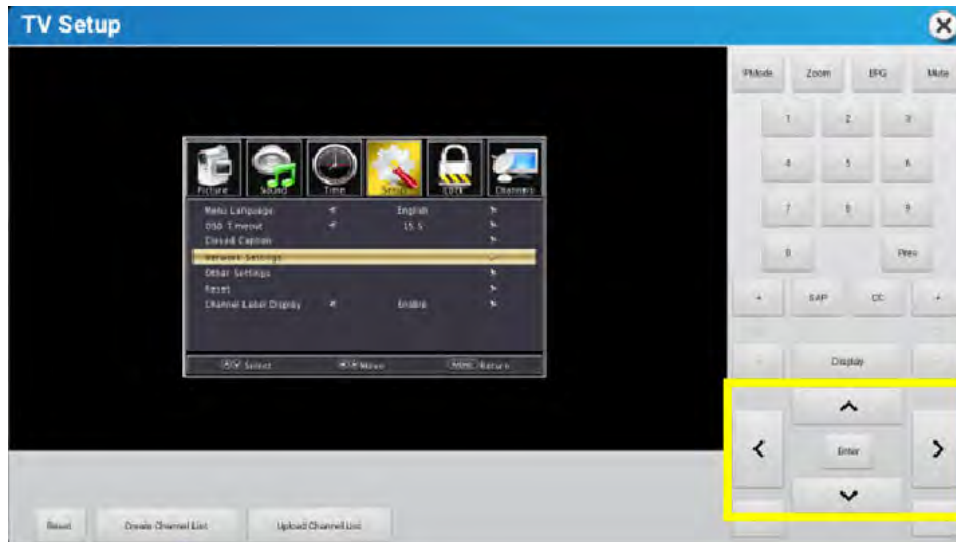 TV Setup
PMode Zoom EPG Mute
1 2 3
4 5 6
7 8 9
0 Prev
+ SAP CC +
- Display -
Enter
Picture Sound Time Setup Lock Channels
Menu Language English
OSD Timeout 15 S
Closed Caption
Network Settings
Other Settings
Reset
Channel Label Display Enable
Select Move Return
Reset Create Channel List Upload Channel List